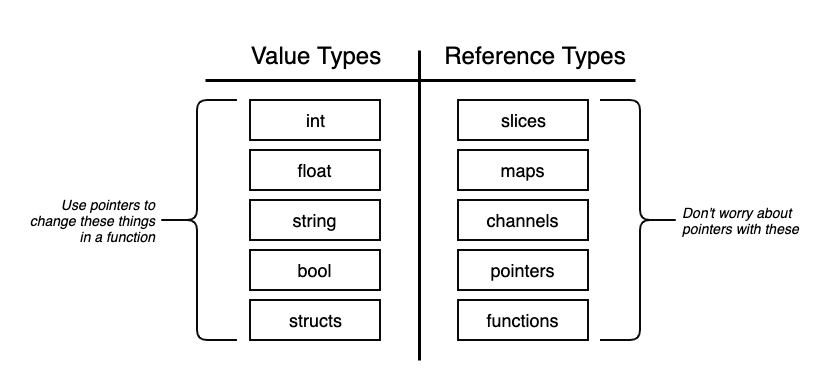 Value Types
Reference Types
int
slices
float
maps
Use pointers to
change these things
in a function
string
channels
Don't worry about
pointers with these
bool
pointers
structs
functions